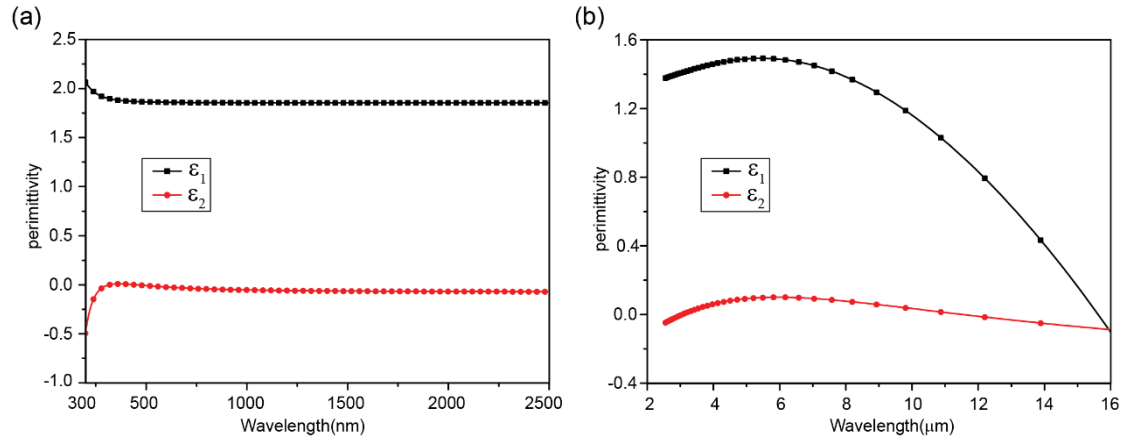 (a)
2.5
2.0
1.5
1.0
0.5
0.0
-0.5
-1.0
perimittivity
ε1
ε2
300
500
1000
1500
2000
2500
Wavelength(nm)
(b)
1.6
1.2
0.8
0.4
0.0
-0.4
perimittivity
ε1
ε2
2
4
6
8
10
12
14
16
Wavelength(μm)